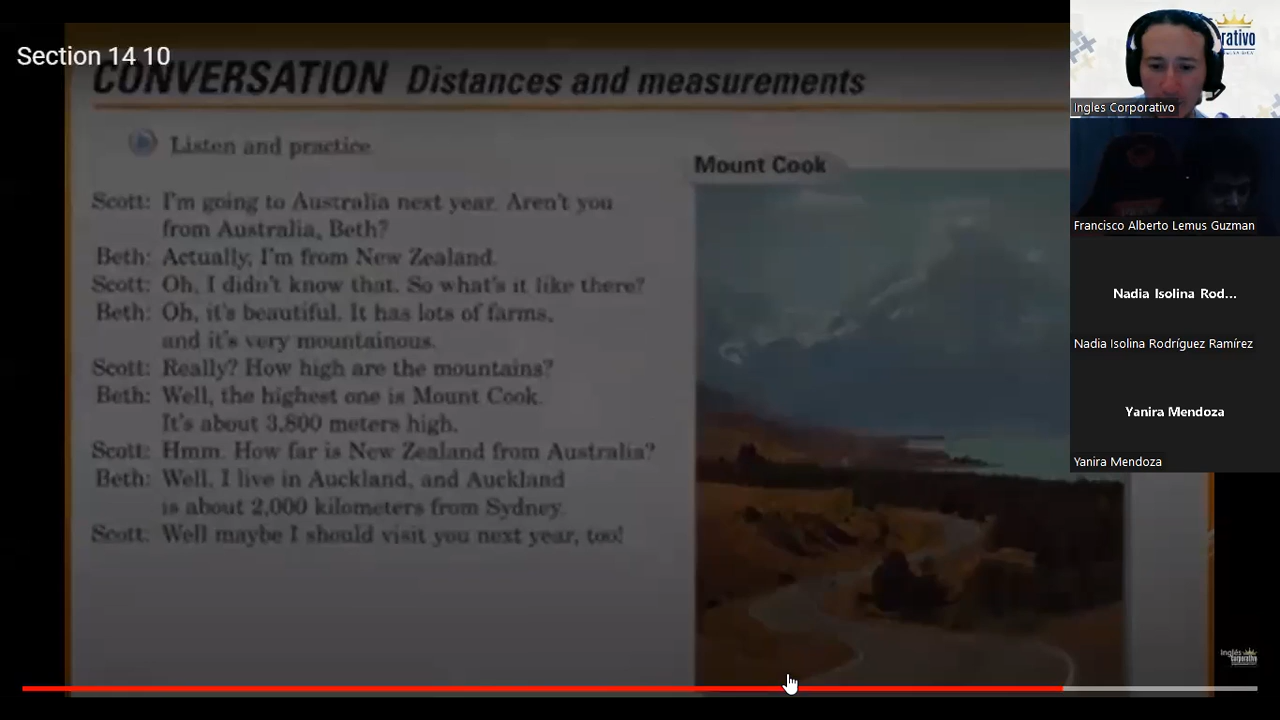 Section 14 10
CONVERSATION Distances and measurements
Listen and practice.
Mount Cook
Scott: I'm going to Australia next year. Aren't you
from Australia, Beth?
Beth: Actually, I'm from New Zealand.
Scott: Oh, I didn't know that. So what's it like there?
Beth: Oh, it's beautiful. It has lots of farms,
and it's very mountainous.
Scott: Really? How high are the mountains?
Beth: Well, the highest one is Mount Cook.
It's about 3,800 meters high.
Scott: Hmm. How far is New Zealand from Australia?
Beth: Well, I live in Auckland, and Auckland
is about 2,000 kilometers from Sydney.
Scott: Well maybe I should visit you next year, too!
rativo
Ingles Corporativo
Francisco Alberto Lemus Guzman
Nadia Isolina Rod...
Nadia Isolina Rodríguez Ramírez
Yanira Mendoza
Yanira Mendoza
Inglés
Corporativo